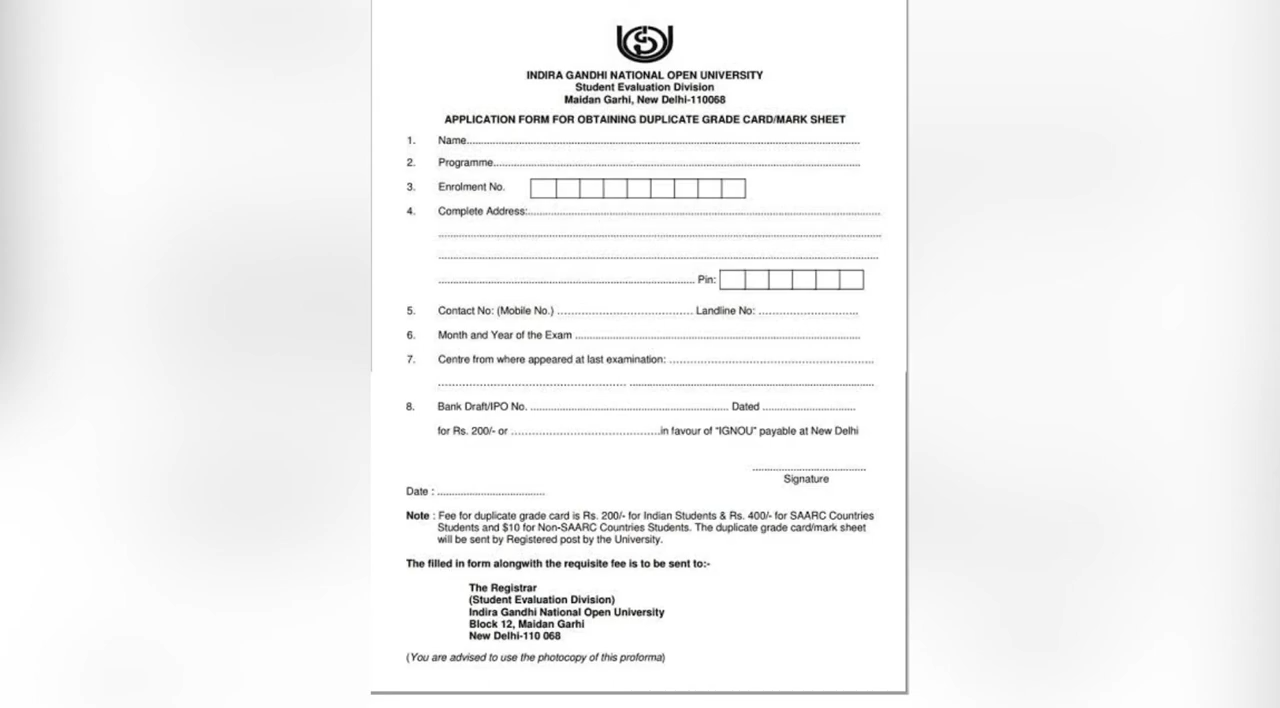 INDIRA GANDHI NATIONAL OPEN UNIVERSITY
Student Evaluation Division
Maidan Garhi, New Delhi-110068
APPLICATION FORM FOR OBTAINING DUPLICATE GRADE CARD/MARK SHEET
1. Name........................................................
2. Programme........................................................
3. Enrolment No.
4. Complete Address:........................................................
........................................................
........................................................
........................................ Pin:
5. Contact No: (Mobile No.) .............................. Landline No: ..............................
6. Month and Year of the Exam ........................................
7. Centre from where appeared at last examination: ........................................
........................................ ........................................
8. Bank Draft/IPO No. ........................................ Dated ..............................
for Rs. 200/- or ........................................in favour of "IGNOU" payable at New Delhi
..............................
Signature
Date : ..............................
Note : Fee for duplicate grade card is Rs. 200/- for Indian Students & Rs. 400/- for SAARC Countries
Students and $10 for Non-SAARC Countries Students. The duplicate grade card/mark sheet
will be sent by Registered post by the University.
The filled in form alongwith the requisite fee is to be sent to:-
The Registrar
(Student Evaluation Division)
Indira Gandhi National Open University
Block 12, Maidan Garhi
New Delhi-110 068
(You are advised to use the photocopy of this proforma)